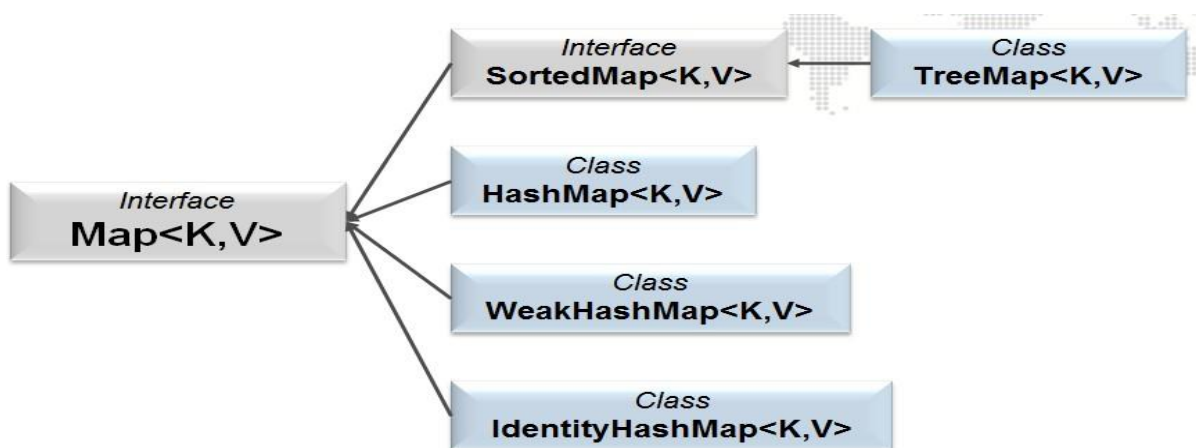 Interface
SortedMap<K,V>
Class
TreeMap<K,V>
Class
HashMap<K,V>
Interface
Map<K,V>
Class
WeakHashMap<K,V>
Class
IdentityHashMap<K,V>